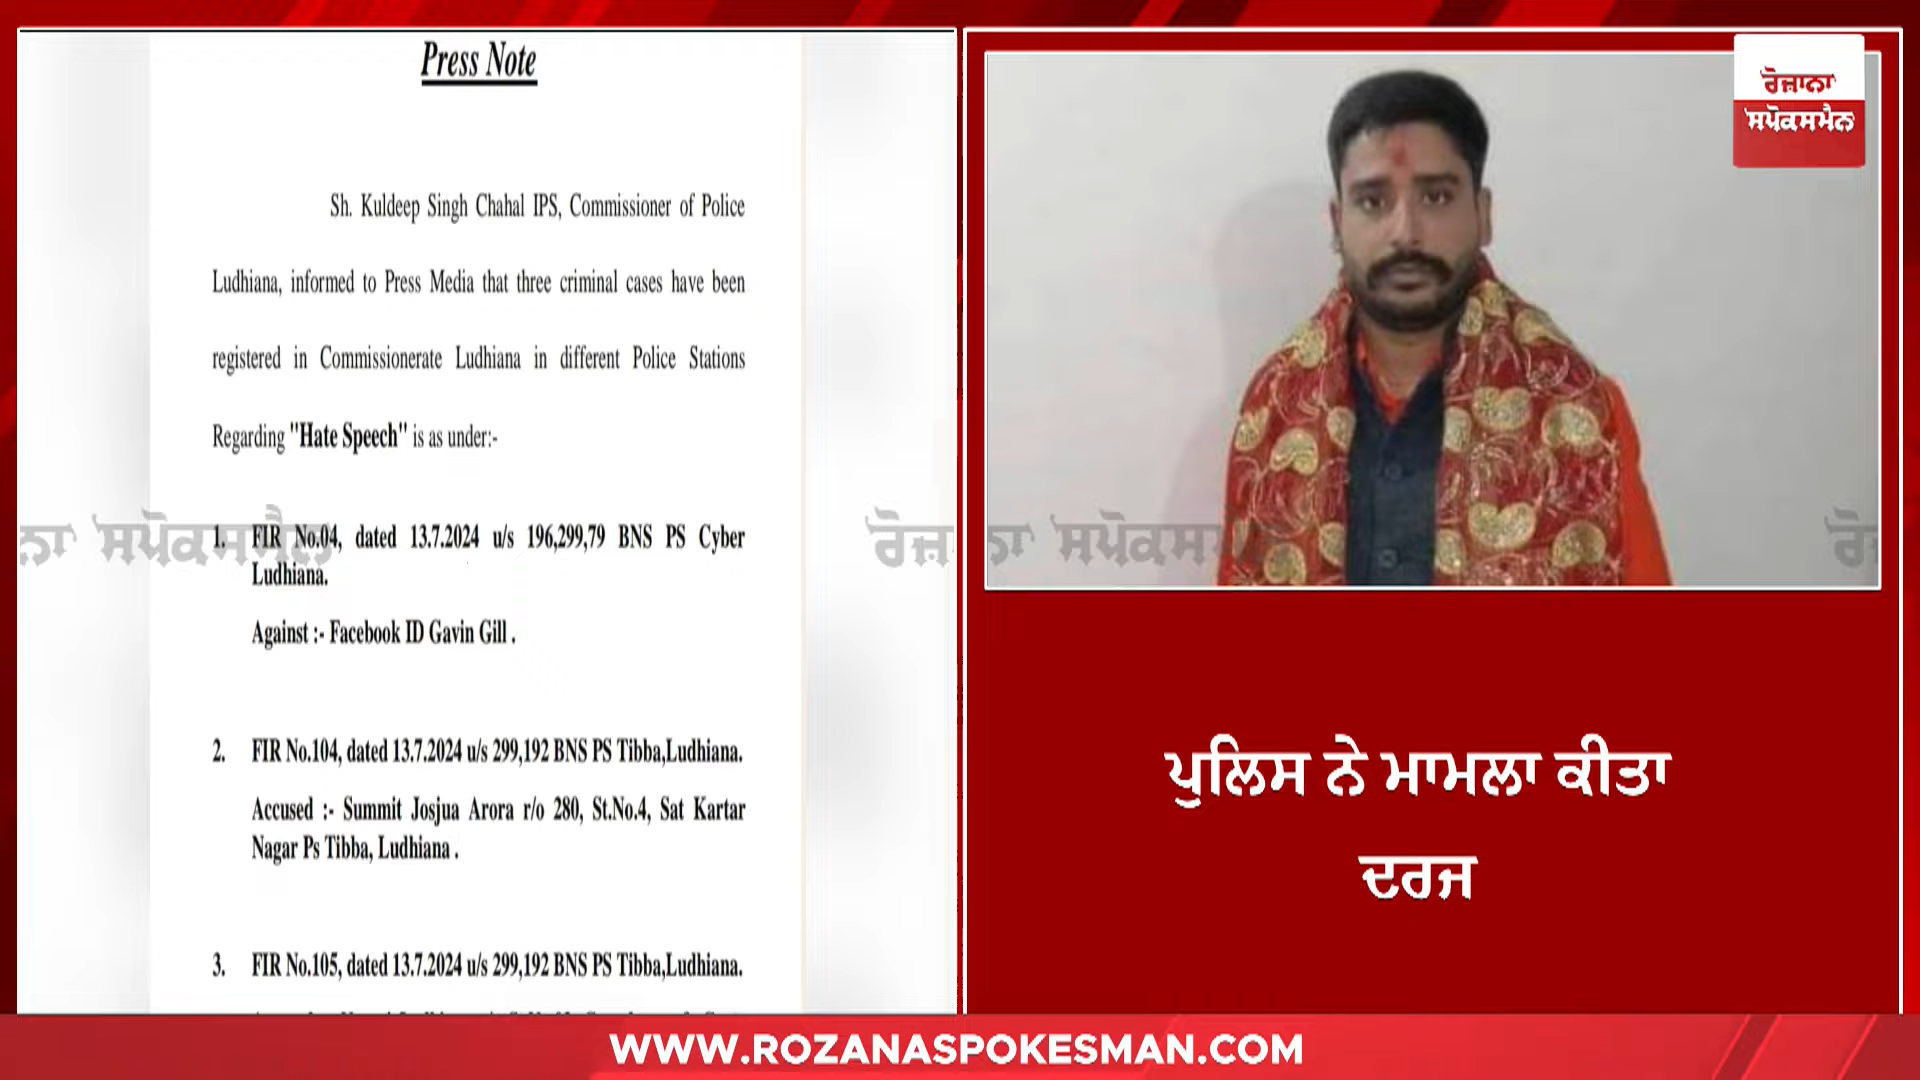 Press Note
Sh. Kuldeep Singh Chahal IPS, Commissioner of Police
Ludhiana, informed to Press Media that three criminal cases have been
registered in Commissionerate Ludhiana in different Police Stations
Regarding "Hate Speech" is as under:-
1. FIR No.04, dated 13.7.2024 u/s 196,299,79 BNS PS Cyber
Ludhiana.
Against :- Facebook ID Gavin Gill .
2. FIR No.104, dated 13.7.2024 u/s 299,192 BNS PS Tibba,Ludhiana.
Accused :- Summit Josjua Arora r/o 280, St.No.4, Sat Kartar
Nagar Ps Tibba, Ludhiana .
3. FIR No.105, dated 13.7.2024 u/s 299,192 BNS PS Tibba,Ludhiana.
ਰੋਜ਼ਾਨਾ
ਸਪੋਕਸਮੈਨ
ਪੁਲਿਸ ਨੇ ਮਾਮਲਾ ਕੀਤਾ
ਦਰਜ
WWW.ROZANASPOKESMAN.COM